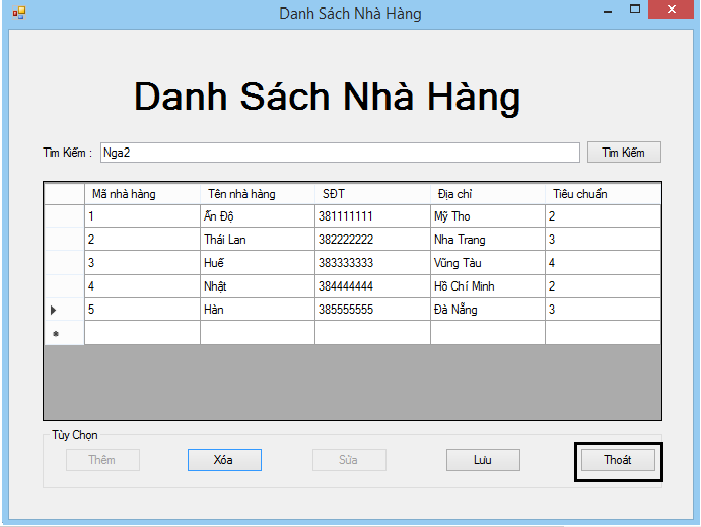 Danh Sách Nhà Hàng
Danh Sách Nhà Hàng
Tìm Kiếm : Nga2 Tìm Kiếm
Mã nhà hàng Tên nhà hàng SĐT Địa chỉ Tiêu chuẩn
1 Ấn Độ 381111111 Mỹ Tho 2
2 Thái Lan 382222222 Nha Trang 3
3 Huế 383333333 Vũng Tàu 4
4 Nhật 384444444 Hồ Chí Minh 2
5 Hàn 385555555 Đà Nẵng 3
Tùy Chọn
Thêm Xóa Sửa Lưu Thoát